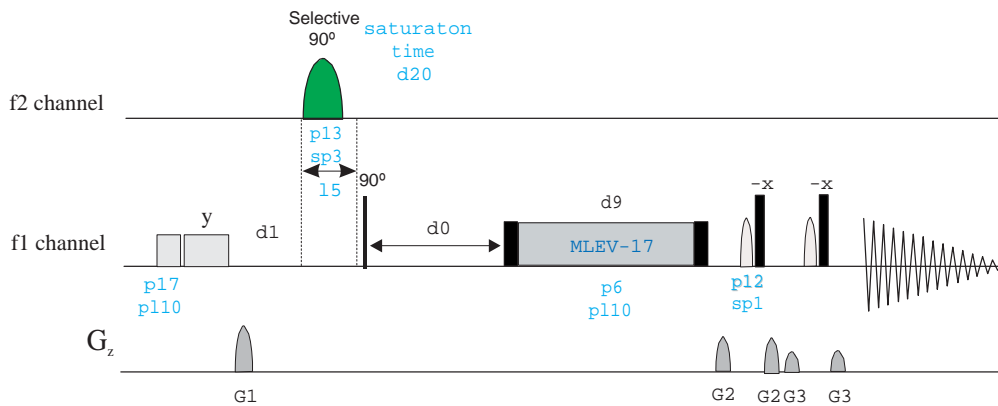 Selective
90º
saturaton
time
d20
f2 channel
p13
sp3
l5
90º
-x
-x
y
d1
d0
d9
f1 channel
MLEV-17
p17
pl10
p6
pl10
p12
sp1
Gz
G1
G2
G2
G3
G3